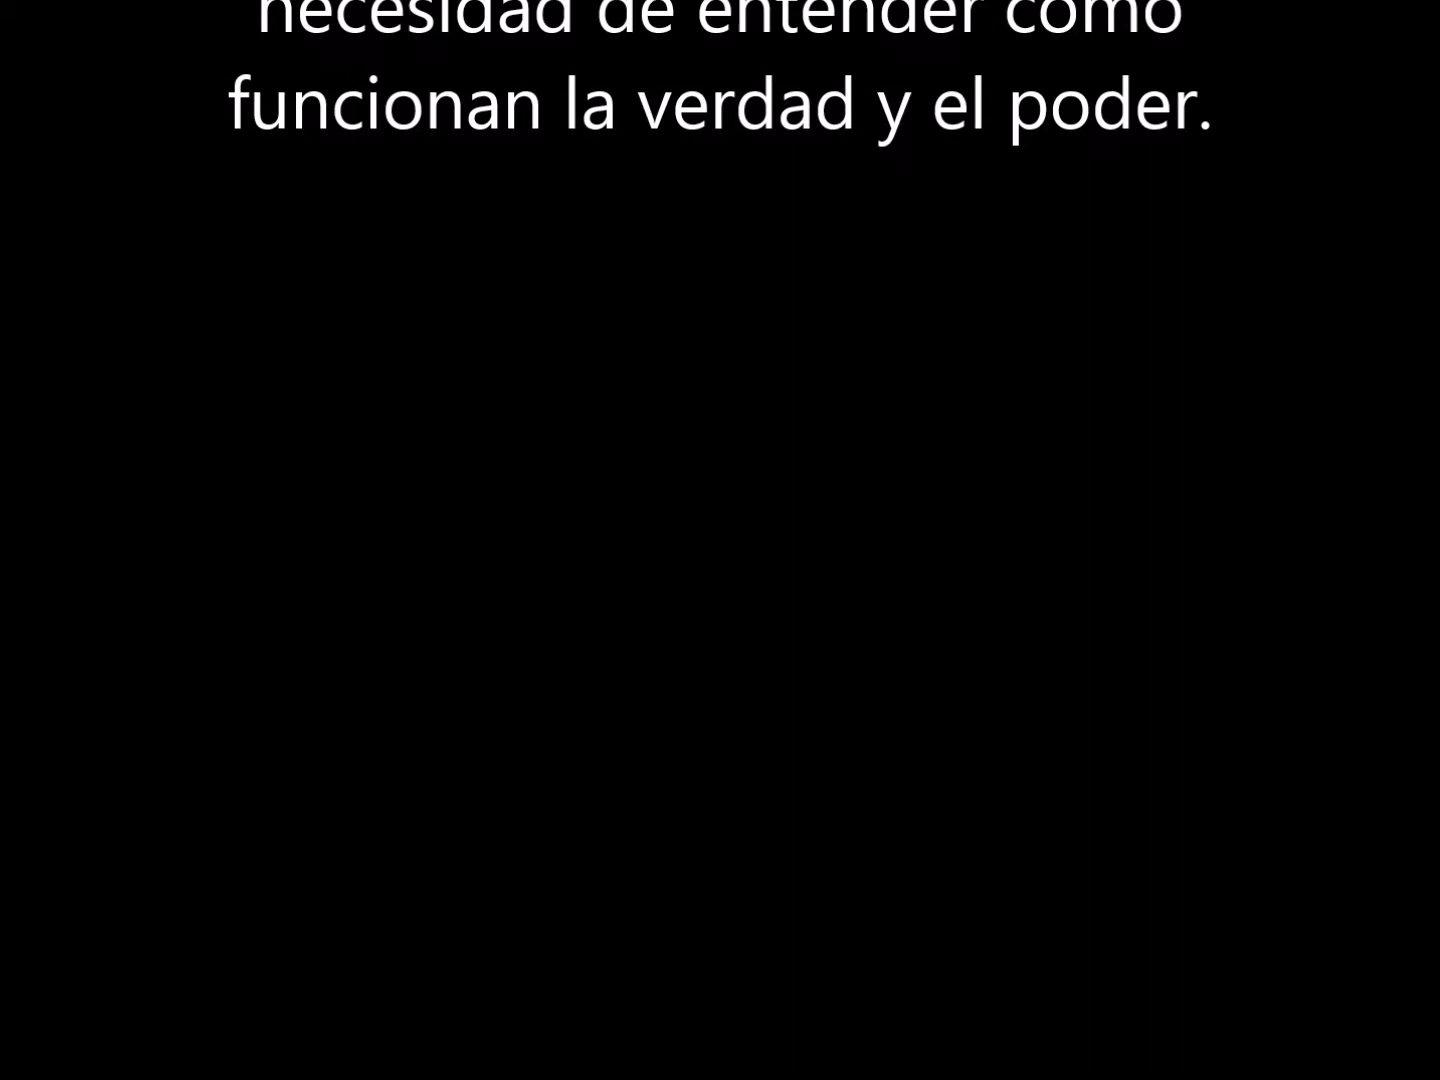 necesidad de entender como
funcionan la verdad y el poder.